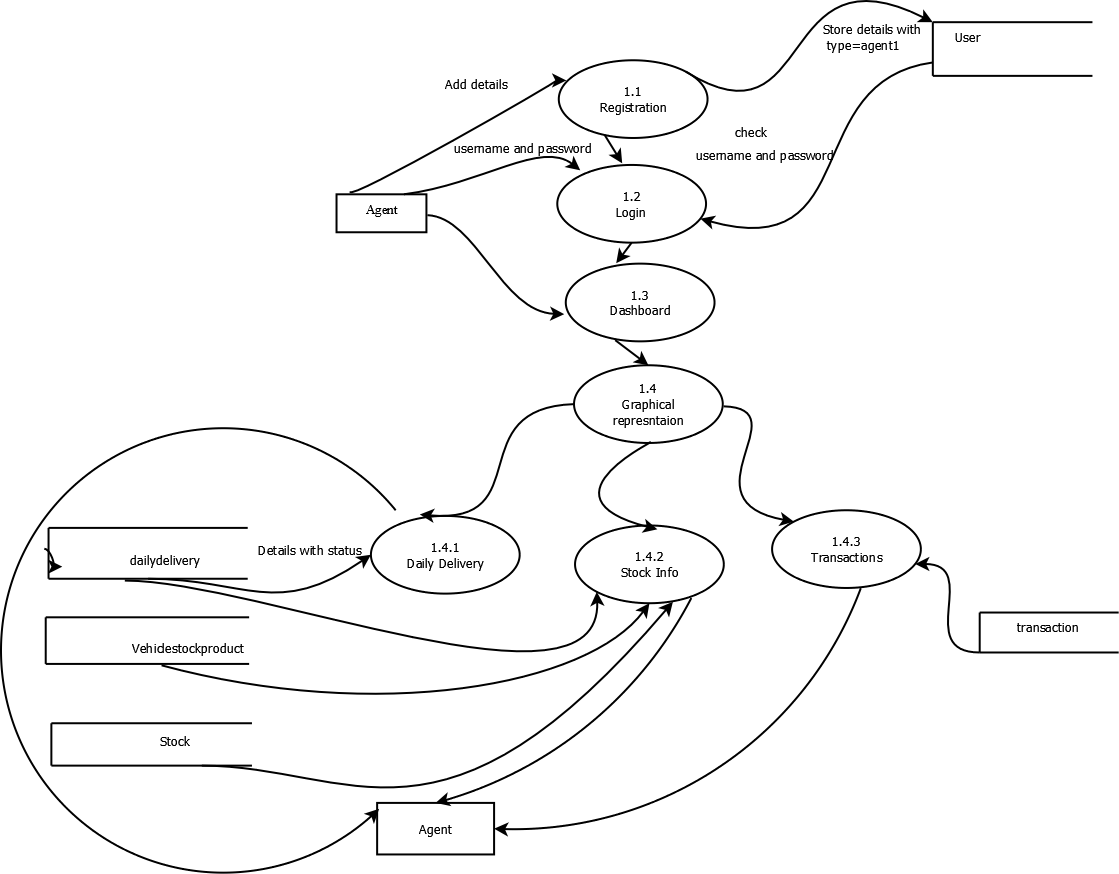 Store details with
type=agent1
User
Add details
1.1
Registration
check
username and password
username and password
1.2
Login
Agent
1.3
Dashboard
1.4
Graphical
represntaion
Details with status
dailydelivery
1.4.1
Daily Delivery
1.4.2
Stock Info
1.4.3
Transactions
transaction
Vehidestockproduct
Stock
Agent